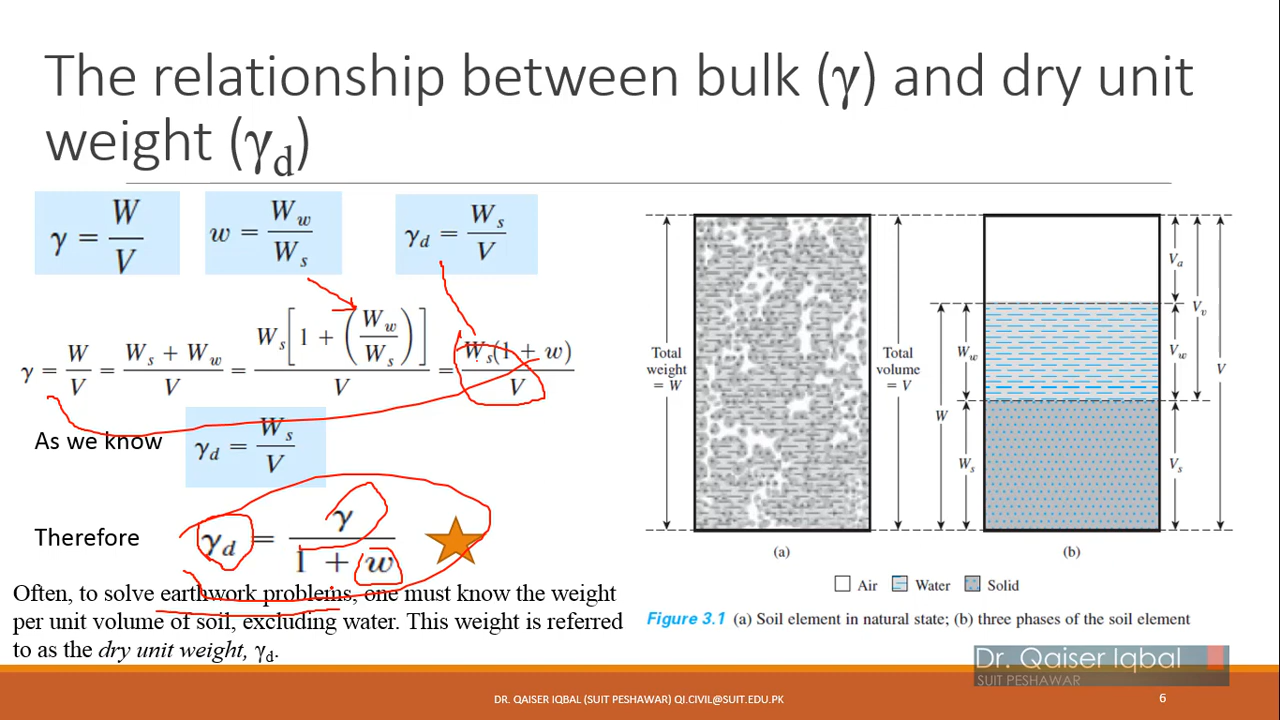 The relationship between bulk (γ) and dry unit
weight (γd)
γ = W / V
w = Ww / Ws
γd = Ws / V
γ = W / V = Ws + Ww / V = Ws[1 + (Ww / Ws)] / V = Ws(1 + w) / V
As we know γd = Ws / V
Therefore γd = γ / 1 + w
Often, to solve earthwork problems, one must know the weight
per unit volume of soil, excluding water. This weight is referred
to as the dry unit weight, γd.
Total
weight
= W
Total
volume
= V
W
Ww
Ws
Va
Vw
Vs
Vv
V
(a)
(b)
Air Water Solid
Figure 3.1 (a) Soil element in natural state; (b) three phases of the soil element
Dr. Qaiser Iqbal
SUIT PESHAWAR
DR. QAISER IQBAL (SUIT PESHAWAR) QI.CIVIL@SUIT.EDU.PK
6